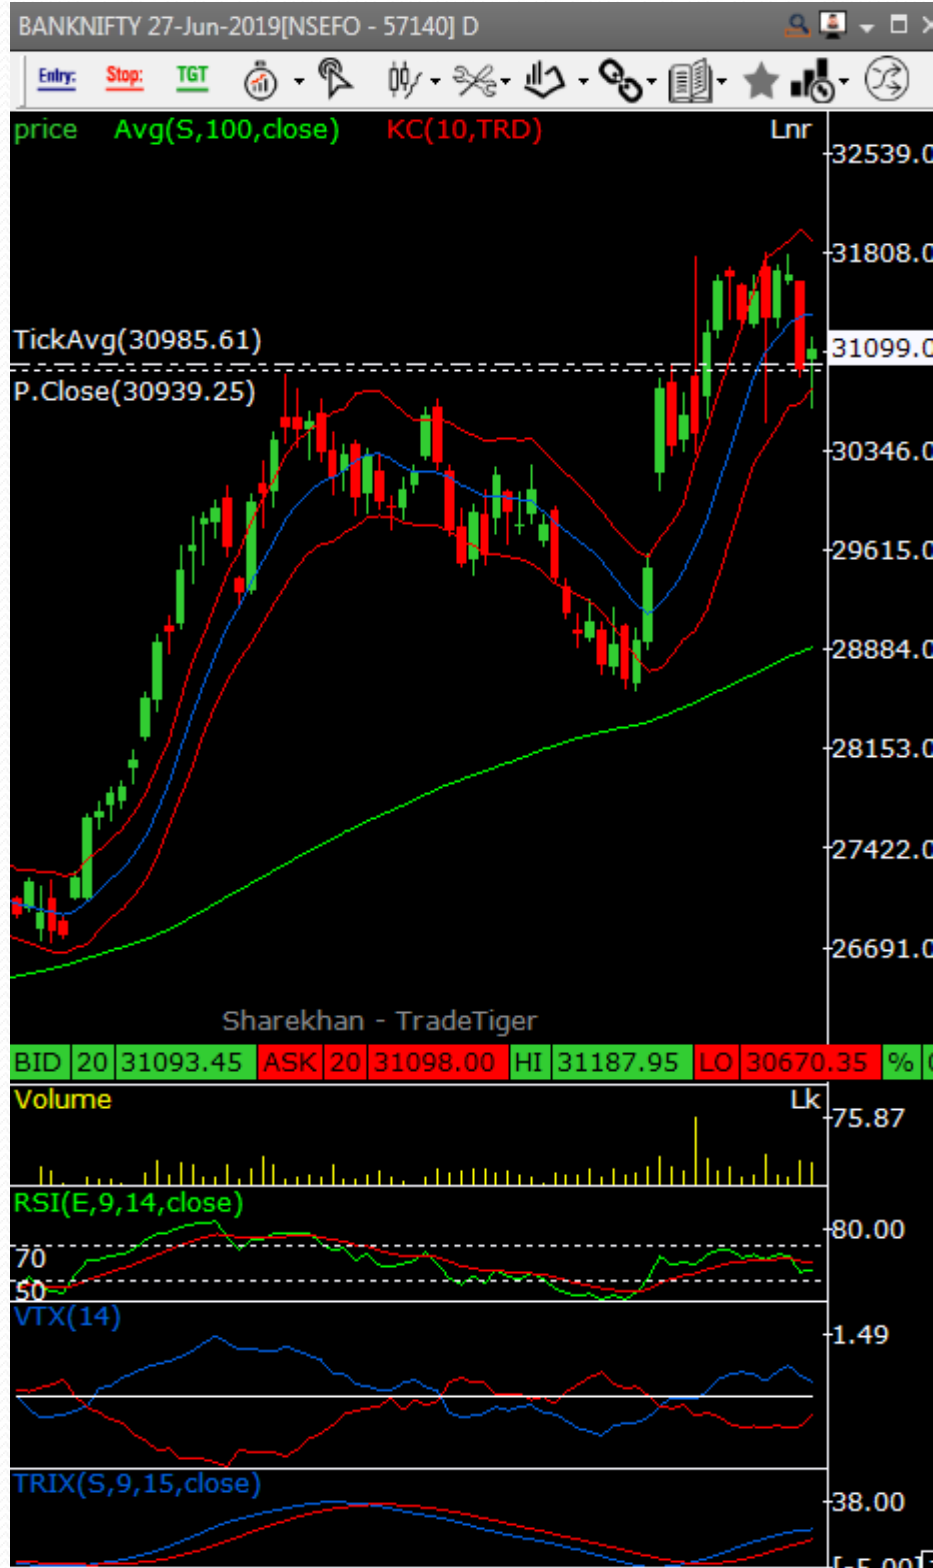 BANKNIFTY 27-Jun-2019[NSEFO - 57140] D
Entry: Stop: TGT
price Avg(S,100,close) KC(10,TRD) Lnr
32539.0
31808.0
TickAvg(30985.61)
31099.0
P.Close(30939.25)
30346.0
29615.0
28884.0
28153.0
27422.0
26691.0
Sharekhan - TradeTiger
BID 20 31093.45 ASK 20 31098.00 HI 31187.95 LO 30670.35 %
Volume Lk
75.87
RSI(E,9,14,close)
80.00
70
50
VTX(14)
1.49
TRIX(S,9,15,close)
38.00
[-5.00]